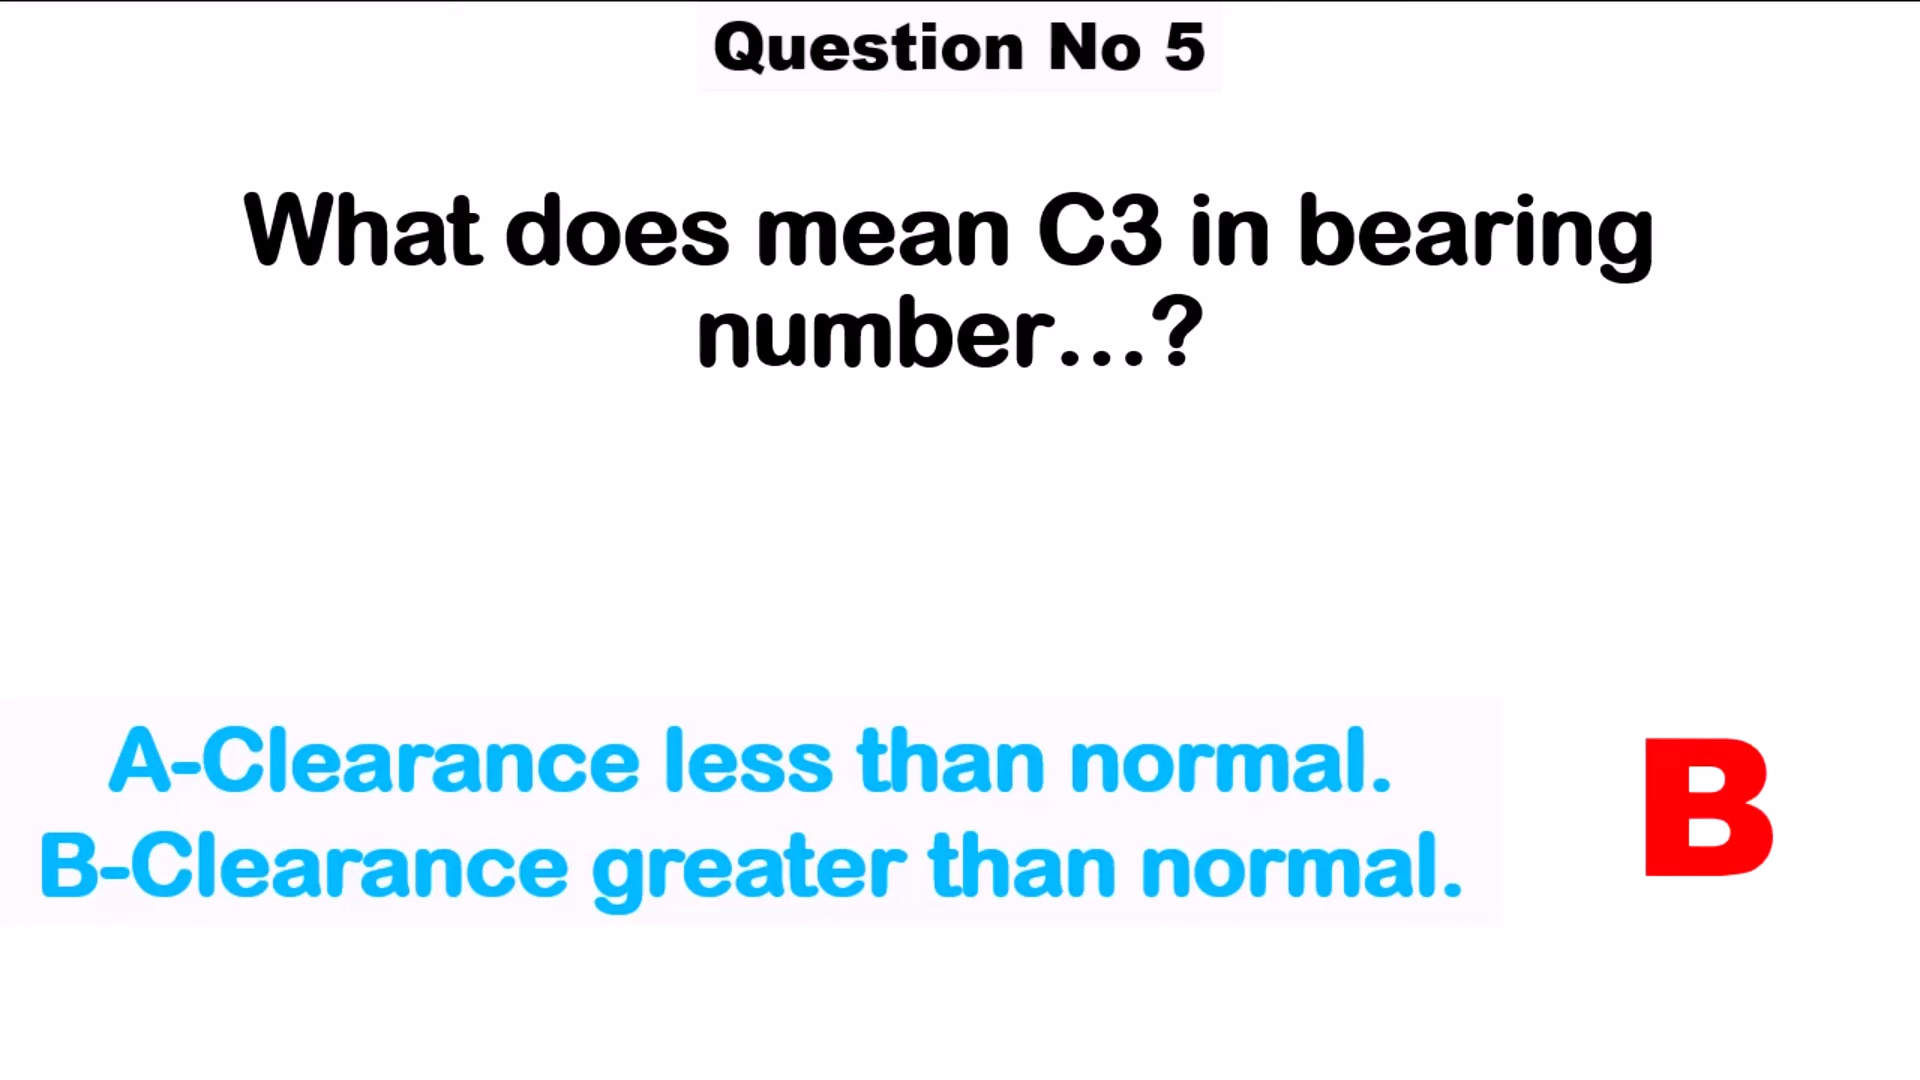 Question No 5
What does mean C3 in bearing
number...?
A-Clearance less than normal.
B-Clearance greater than normal.
B